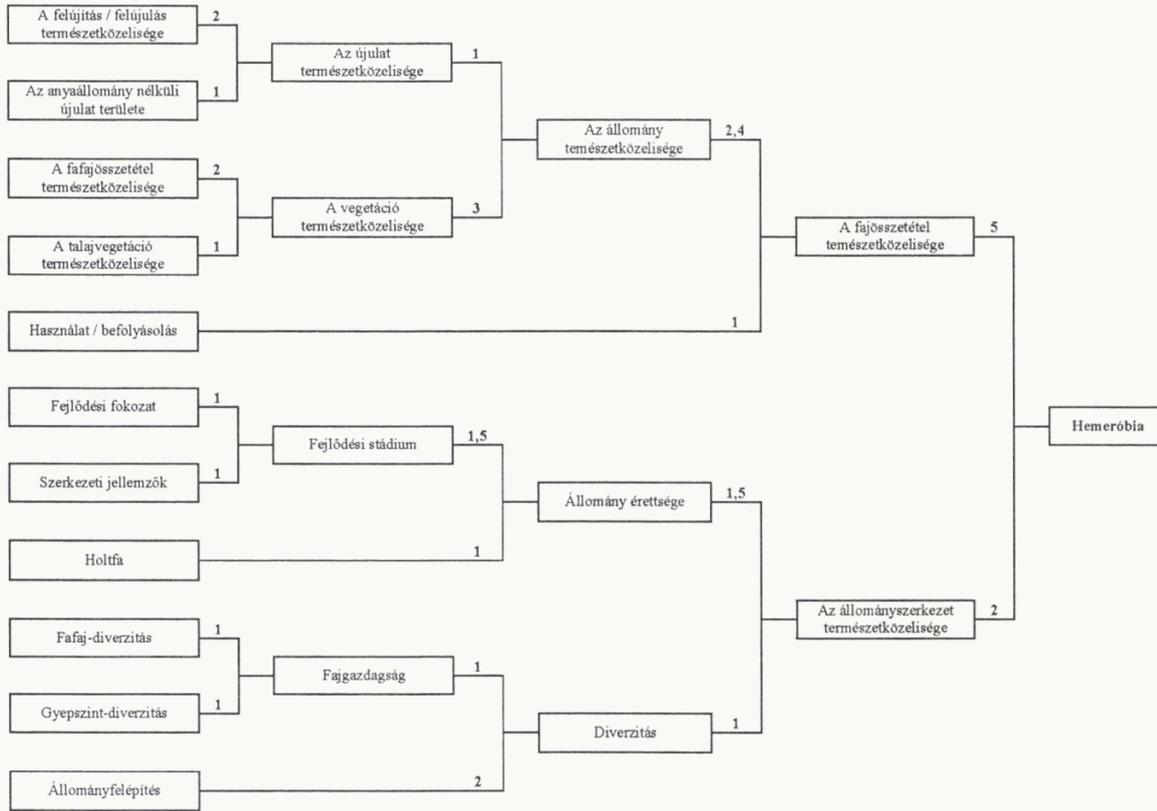 A felújítás / felújulás
természetközelisége
2
Az anyaállomány nélküli
újulat területe
1
Az újulat
természetközelisége
1
A fafajösszetétel
természetközelisége
2
A talajvegetáció
természetközelisége
1
A vegetáció
természetközelisége
3
Az állomány
temészetközelisége
2,4
Használat / befolyásolás
1
A fajösszetétel
temészetközelisége
5
Fejlődési fokozat
1
Szerkezeti jellemzők
1
Fejlődési stádium
1,5
Holtfa
1
Állomány érettsége
1,5
Fafaj-diverzitás
1
Gyepszint-diverzitás
1
Fajgazdagság
1
Állományfelépítés
2
Diverzitás
1
Az állományszerkezet
természetközelisége
2
Hemeróbia